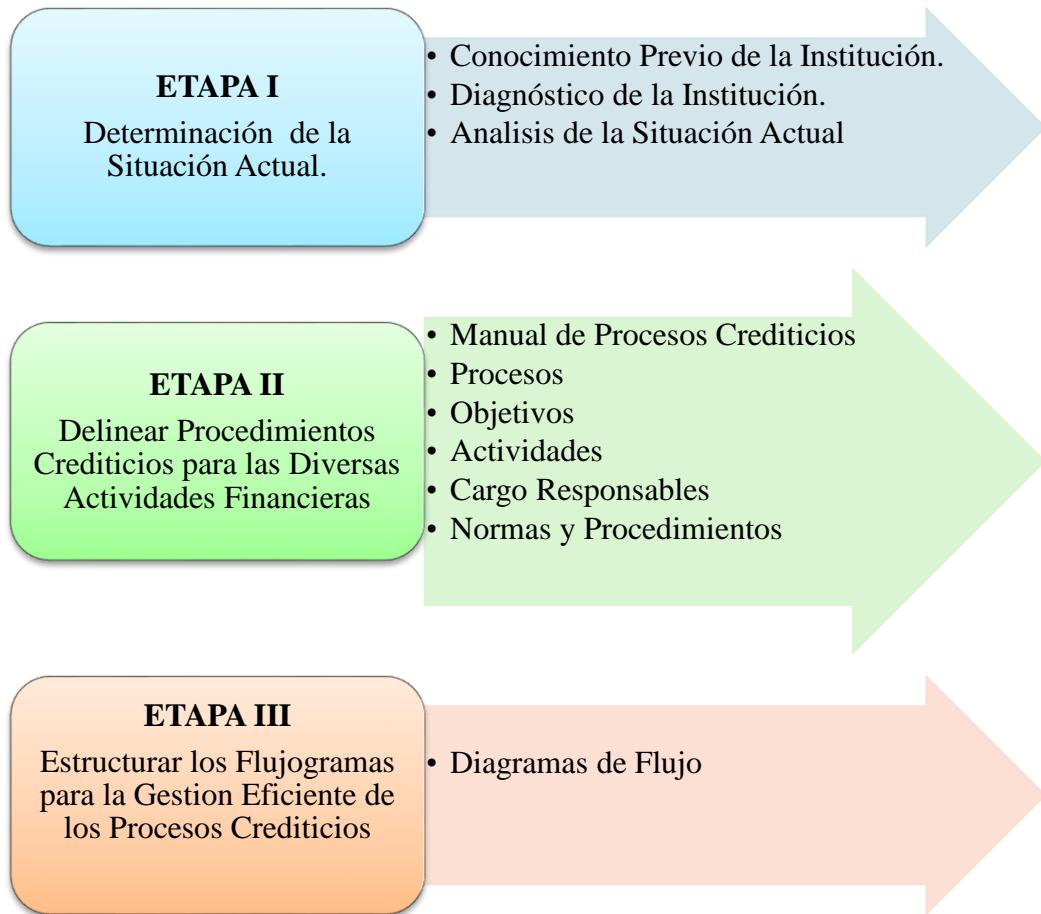 ETAPA I
Determinación de la
Situación Actual.
• Conocimiento Previo de la Institución.
• Diagnóstico de la Institución.
• Analisis de la Situación Actual
ETAPA II
Delinear Procedimientos
Crediticios para las Diversas
Actividades Financieras
• Manual de Procesos Crediticios
• Procesos
• Objetivos
• Actividades
• Cargo Responsables
• Normas y Procedimientos
ETAPA III
Estructurar los Flujogramas
para la Gestion Eficiente de
los Procesos Crediticios
• Diagramas de Flujo